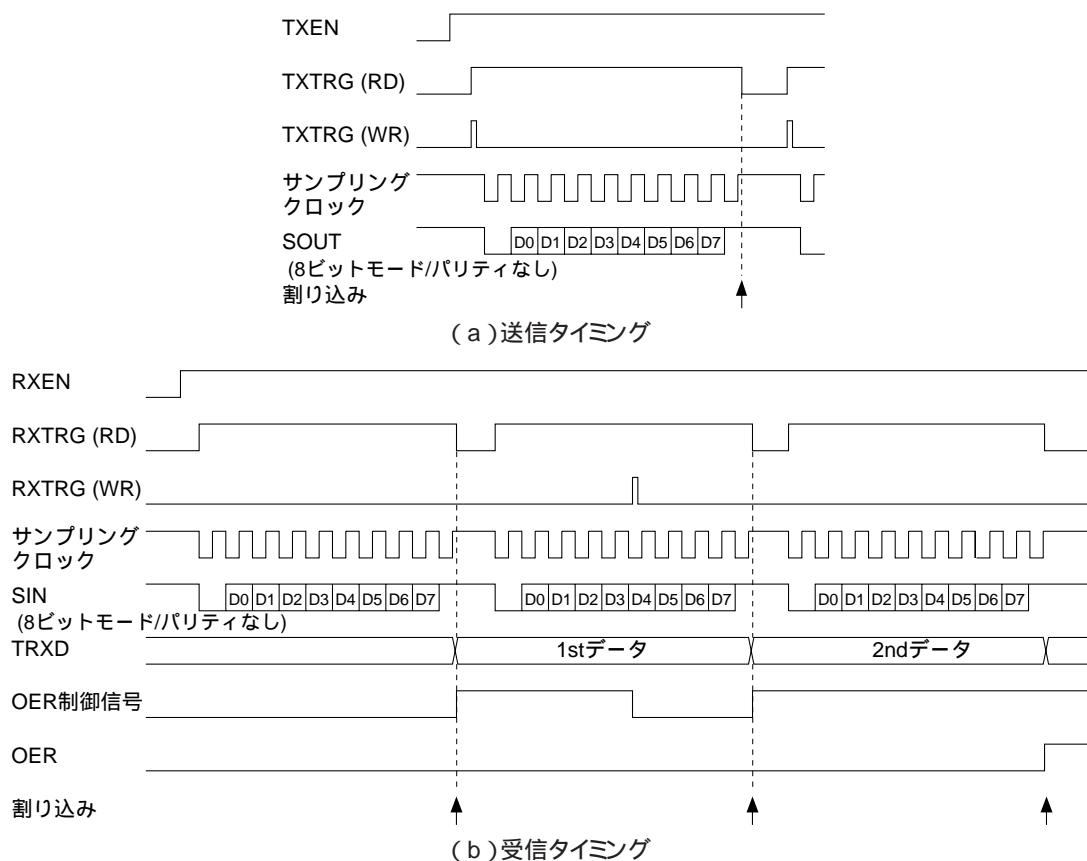 TXEN
TXTRG (RD)
TXTRG (WR)
サンプリング
クロック
SOUT
D0 D1 D2 D3 D4 D5 D6 D7
(8ビットモード/パリティなし)
割り込み
(a)送信タイミング
RXEN
RXTRG (RD)
RXTRG (WR)
サンプリング
クロック
SIN
D0 D1 D2 D3 D4 D5 D6 D7 D0 D1 D2 D3 D4 D5 D6 D7 D0 D1 D2 D3 D4 D5 D6 D7
(8ビットモード/パリティなし)
TRXD 1stデータ 2ndデータ
OER制御信号
OER
割り込み
(b)受信タイミング